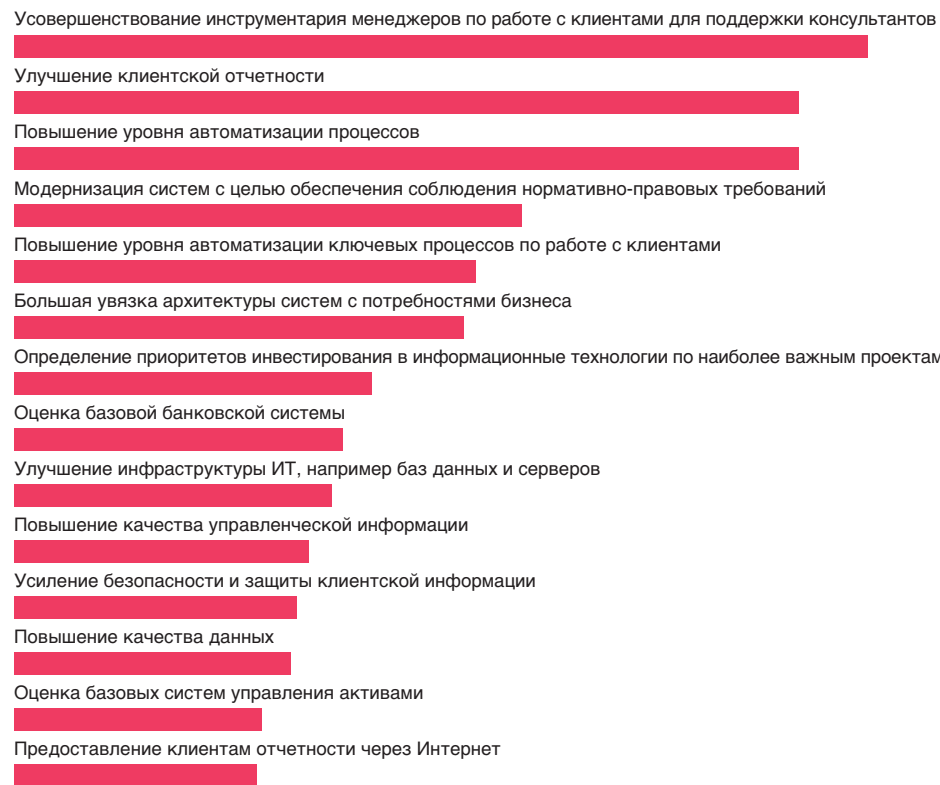 Усовершенствование инструментария менеджеров по работе с клиентами для поддержки консультантов
Улучшение клиентской отчетности
Повышение уровня автоматизации процессов
Модернизация систем с целью обеспечения соблюдения нормативно-правовых требований
Повышение уровня автоматизации ключевых процессов по работе с клиентами
Большая увязка архитектуры систем с потребностями бизнеса
Определение приоритетов инвестирования в информационные технологии по наиболее важным проектам
Оценка базовой банковской системы
Улучшение инфраструктуры ИТ, например баз данных и серверов
Повышение качества управленческой информации
Усиление безопасности и защиты клиентской информации
Повышение качества данных
Оценка базовых систем управления активами
Предоставление клиентам отчетности через Интернет